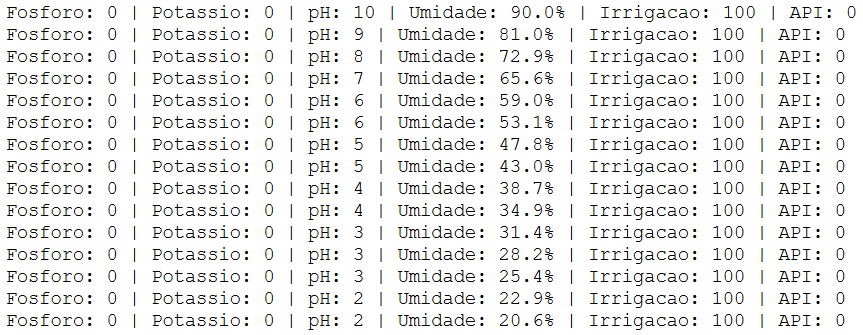 Fosforo: 0 | Potassio: 0 | pH: 10 | Umidade: 90.0% | Irrigacao: 100 | API: 0
Fosforo: 0 | Potassio: 0 | pH: 9 | Umidade: 81.0% | Irrigacao: 100 | API: 0
Fosforo: 0 | Potassio: 0 | pH: 8 | Umidade: 72.9% | Irrigacao: 100 | API: 0
Fosforo: 0 | Potassio: 0 | pH: 7 | Umidade: 65.6% | Irrigacao: 100 | API: 0
Fosforo: 0 | Potassio: 0 | pH: 6 | Umidade: 59.0% | Irrigacao: 100 | API: 0
Fosforo: 0 | Potassio: 0 | pH: 6 | Umidade: 53.1% | Irrigacao: 100 | API: 0
Fosforo: 0 | Potassio: 0 | pH: 5 | Umidade: 47.8% | Irrigacao: 100 | API: 0
Fosforo: 0 | Potassio: 0 | pH: 5 | Umidade: 43.0% | Irrigacao: 100 | API: 0
Fosforo: 0 | Potassio: 0 | pH: 4 | Umidade: 38.7% | Irrigacao: 100 | API: 0
Fosforo: 0 | Potassio: 0 | pH: 4 | Umidade: 34.9% | Irrigacao: 100 | API: 0
Fosforo: 0 | Potassio: 0 | pH: 3 | Umidade: 31.4% | Irrigacao: 100 | API: 0
Fosforo: 0 | Potassio: 0 | pH: 3 | Umidade: 28.2% | Irrigacao: 100 | API: 0
Fosforo: 0 | Potassio: 0 | pH: 3 | Umidade: 25.4% | Irrigacao: 100 | API: 0
Fosforo: 0 | Potassio: 0 | pH: 2 | Umidade: 22.9% | Irrigacao: 100 | API: 0
Fosforo: 0 | Potassio: 0 | pH: 2 | Umidade: 20.6% | Irrigacao: 100 | API: 0